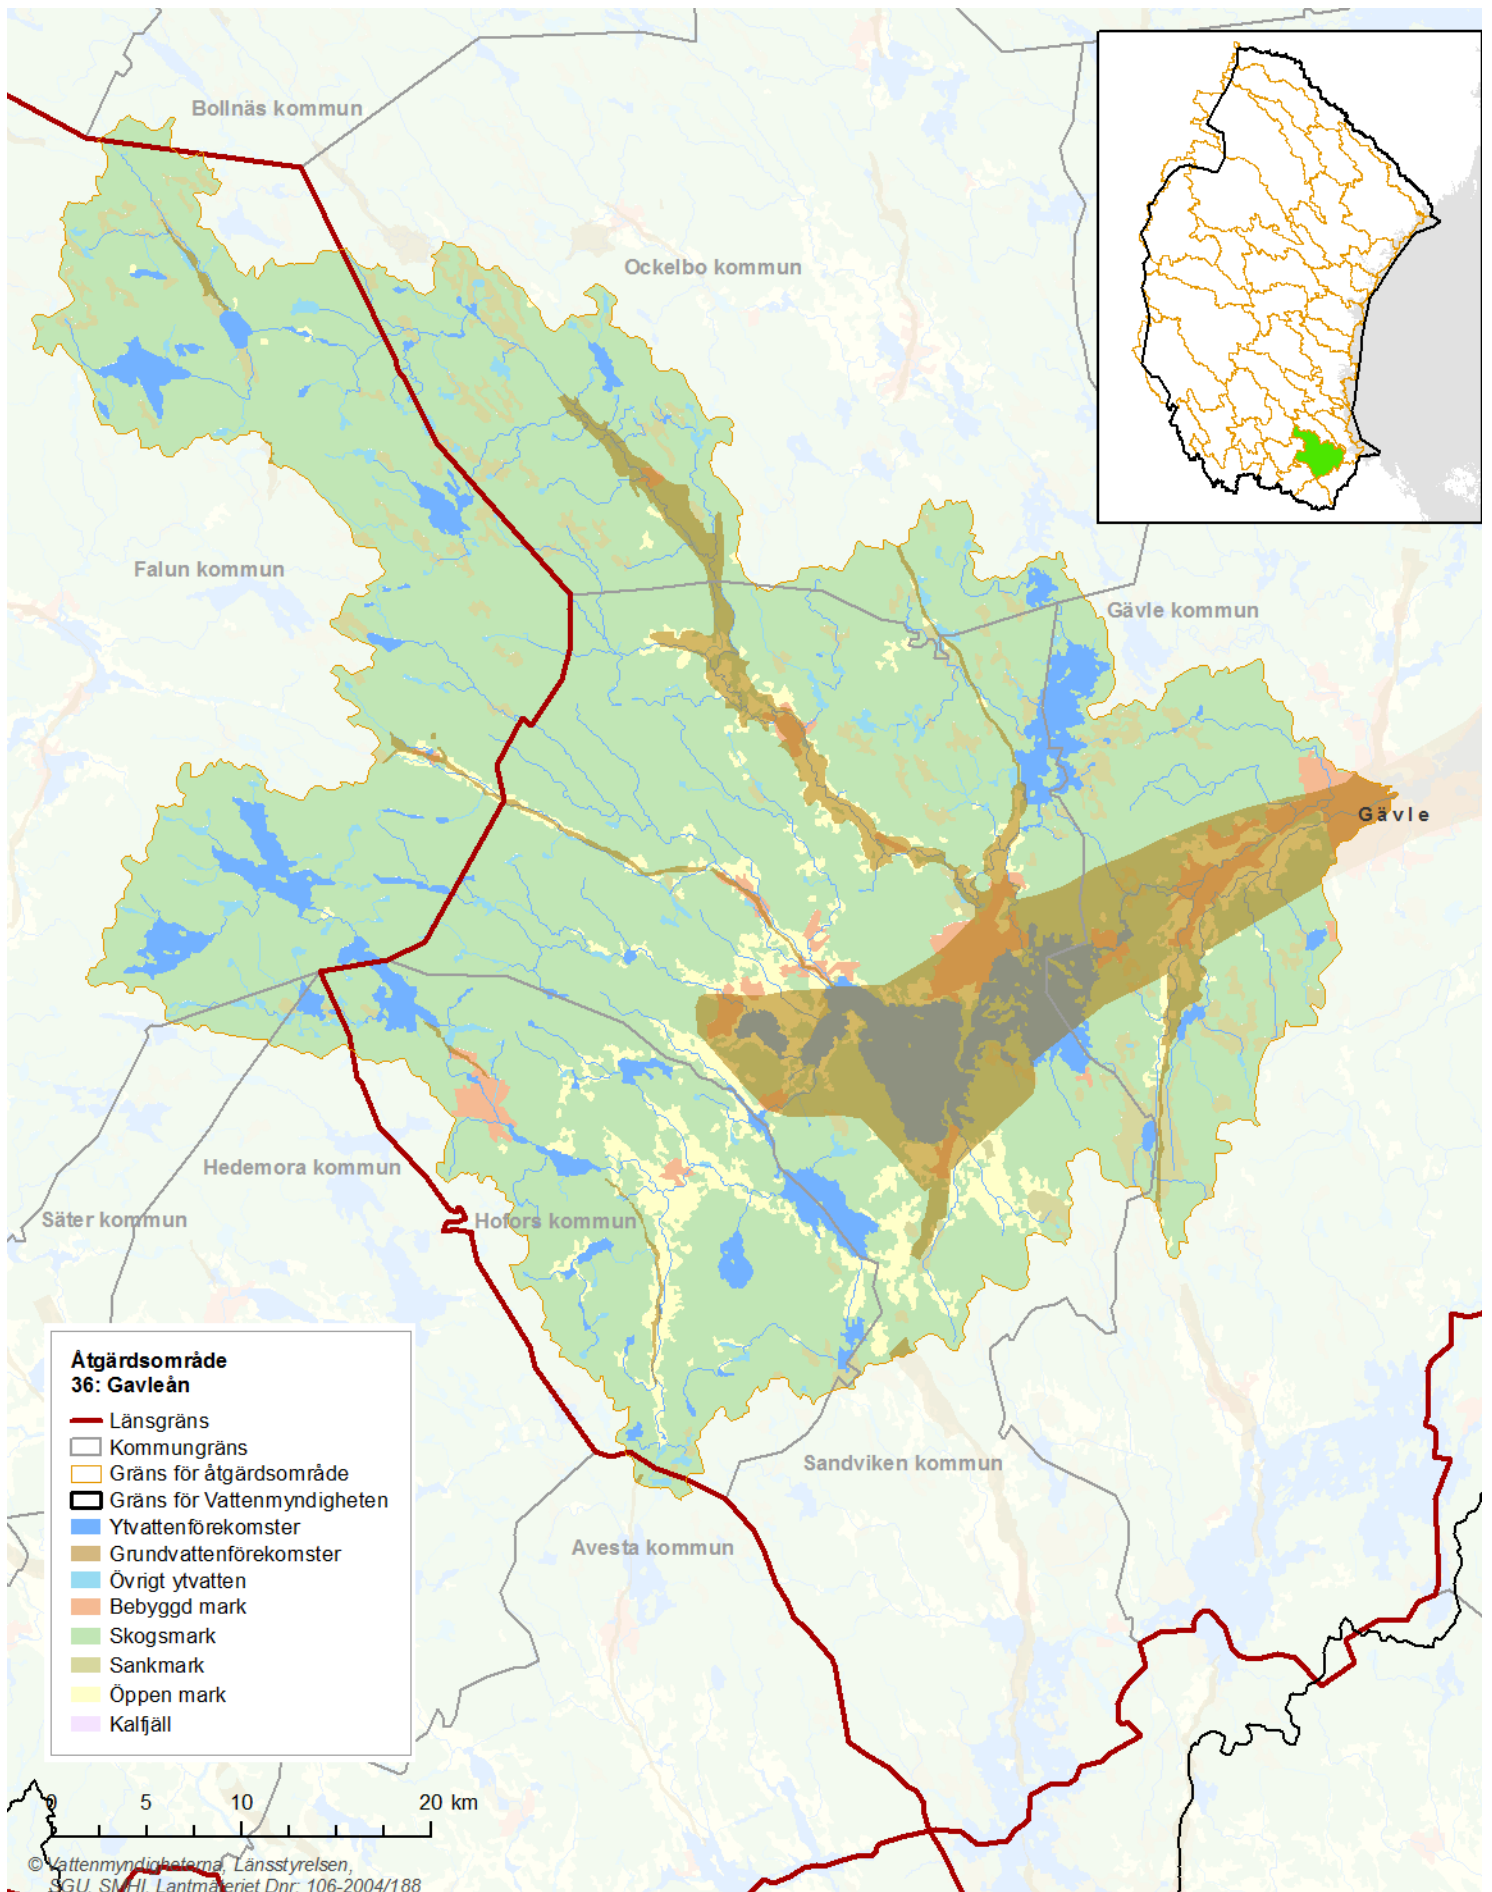 Bollnäs kommun
Ockelbo kommun
Falun kommun
Gävle kommun
Gävle
Hedemora kommun
Säter kommun
Hofors kommun
Sandviken kommun
Avesta kommun
Åtgärdsområde
36: Gavleån
Länsgräns
Kommungräns
Gräns för åtgärdsområde
Gräns för Vattenmyndigheten
Ytvattenförekomster
Grundvattenförekomster
Övrigt ytvatten
Bebyggd mark
Skogsmark
Sankmark
Öppen mark
Kalfjäll
0 5 10 20 km
© Vattenmyndigheterna, Länsstyrelsen,
SGU, SMHI, Lantmäteriet Dnr: 106-2004/188